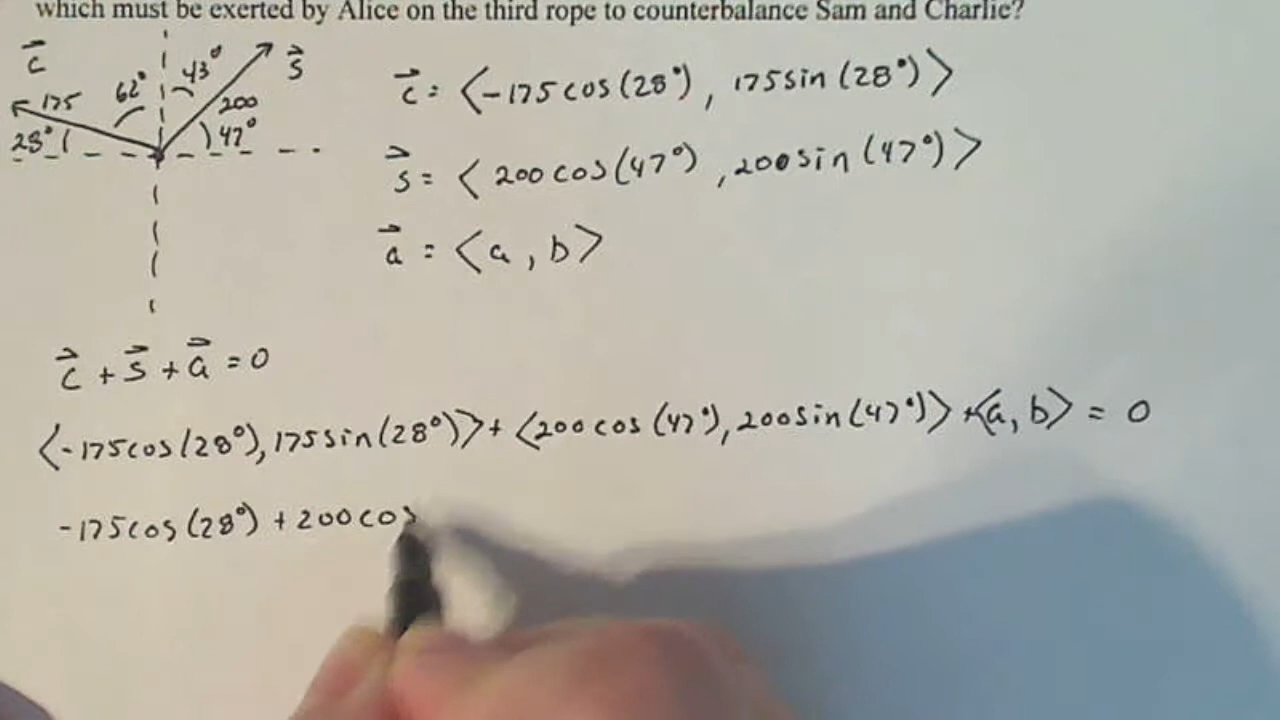 which must be exerted by Alice on the third rope to counterbalance Sam and Charlie?
c⃗ 62° 43° s⃗
175 200
28° 47°
c⃗ = ⟨-175cos(28°), 175sin(28°)⟩
s⃗ = ⟨200cos(47°), 200sin(47°)⟩
a⃗ = ⟨a, b⟩
c⃗ + s⃗ + a⃗ = 0
⟨-175cos(28°), 175sin(28°)⟩ + ⟨200cos(47°), 200sin(47°)⟩ + ⟨a, b⟩ = 0
-175cos(28°) + 200cos